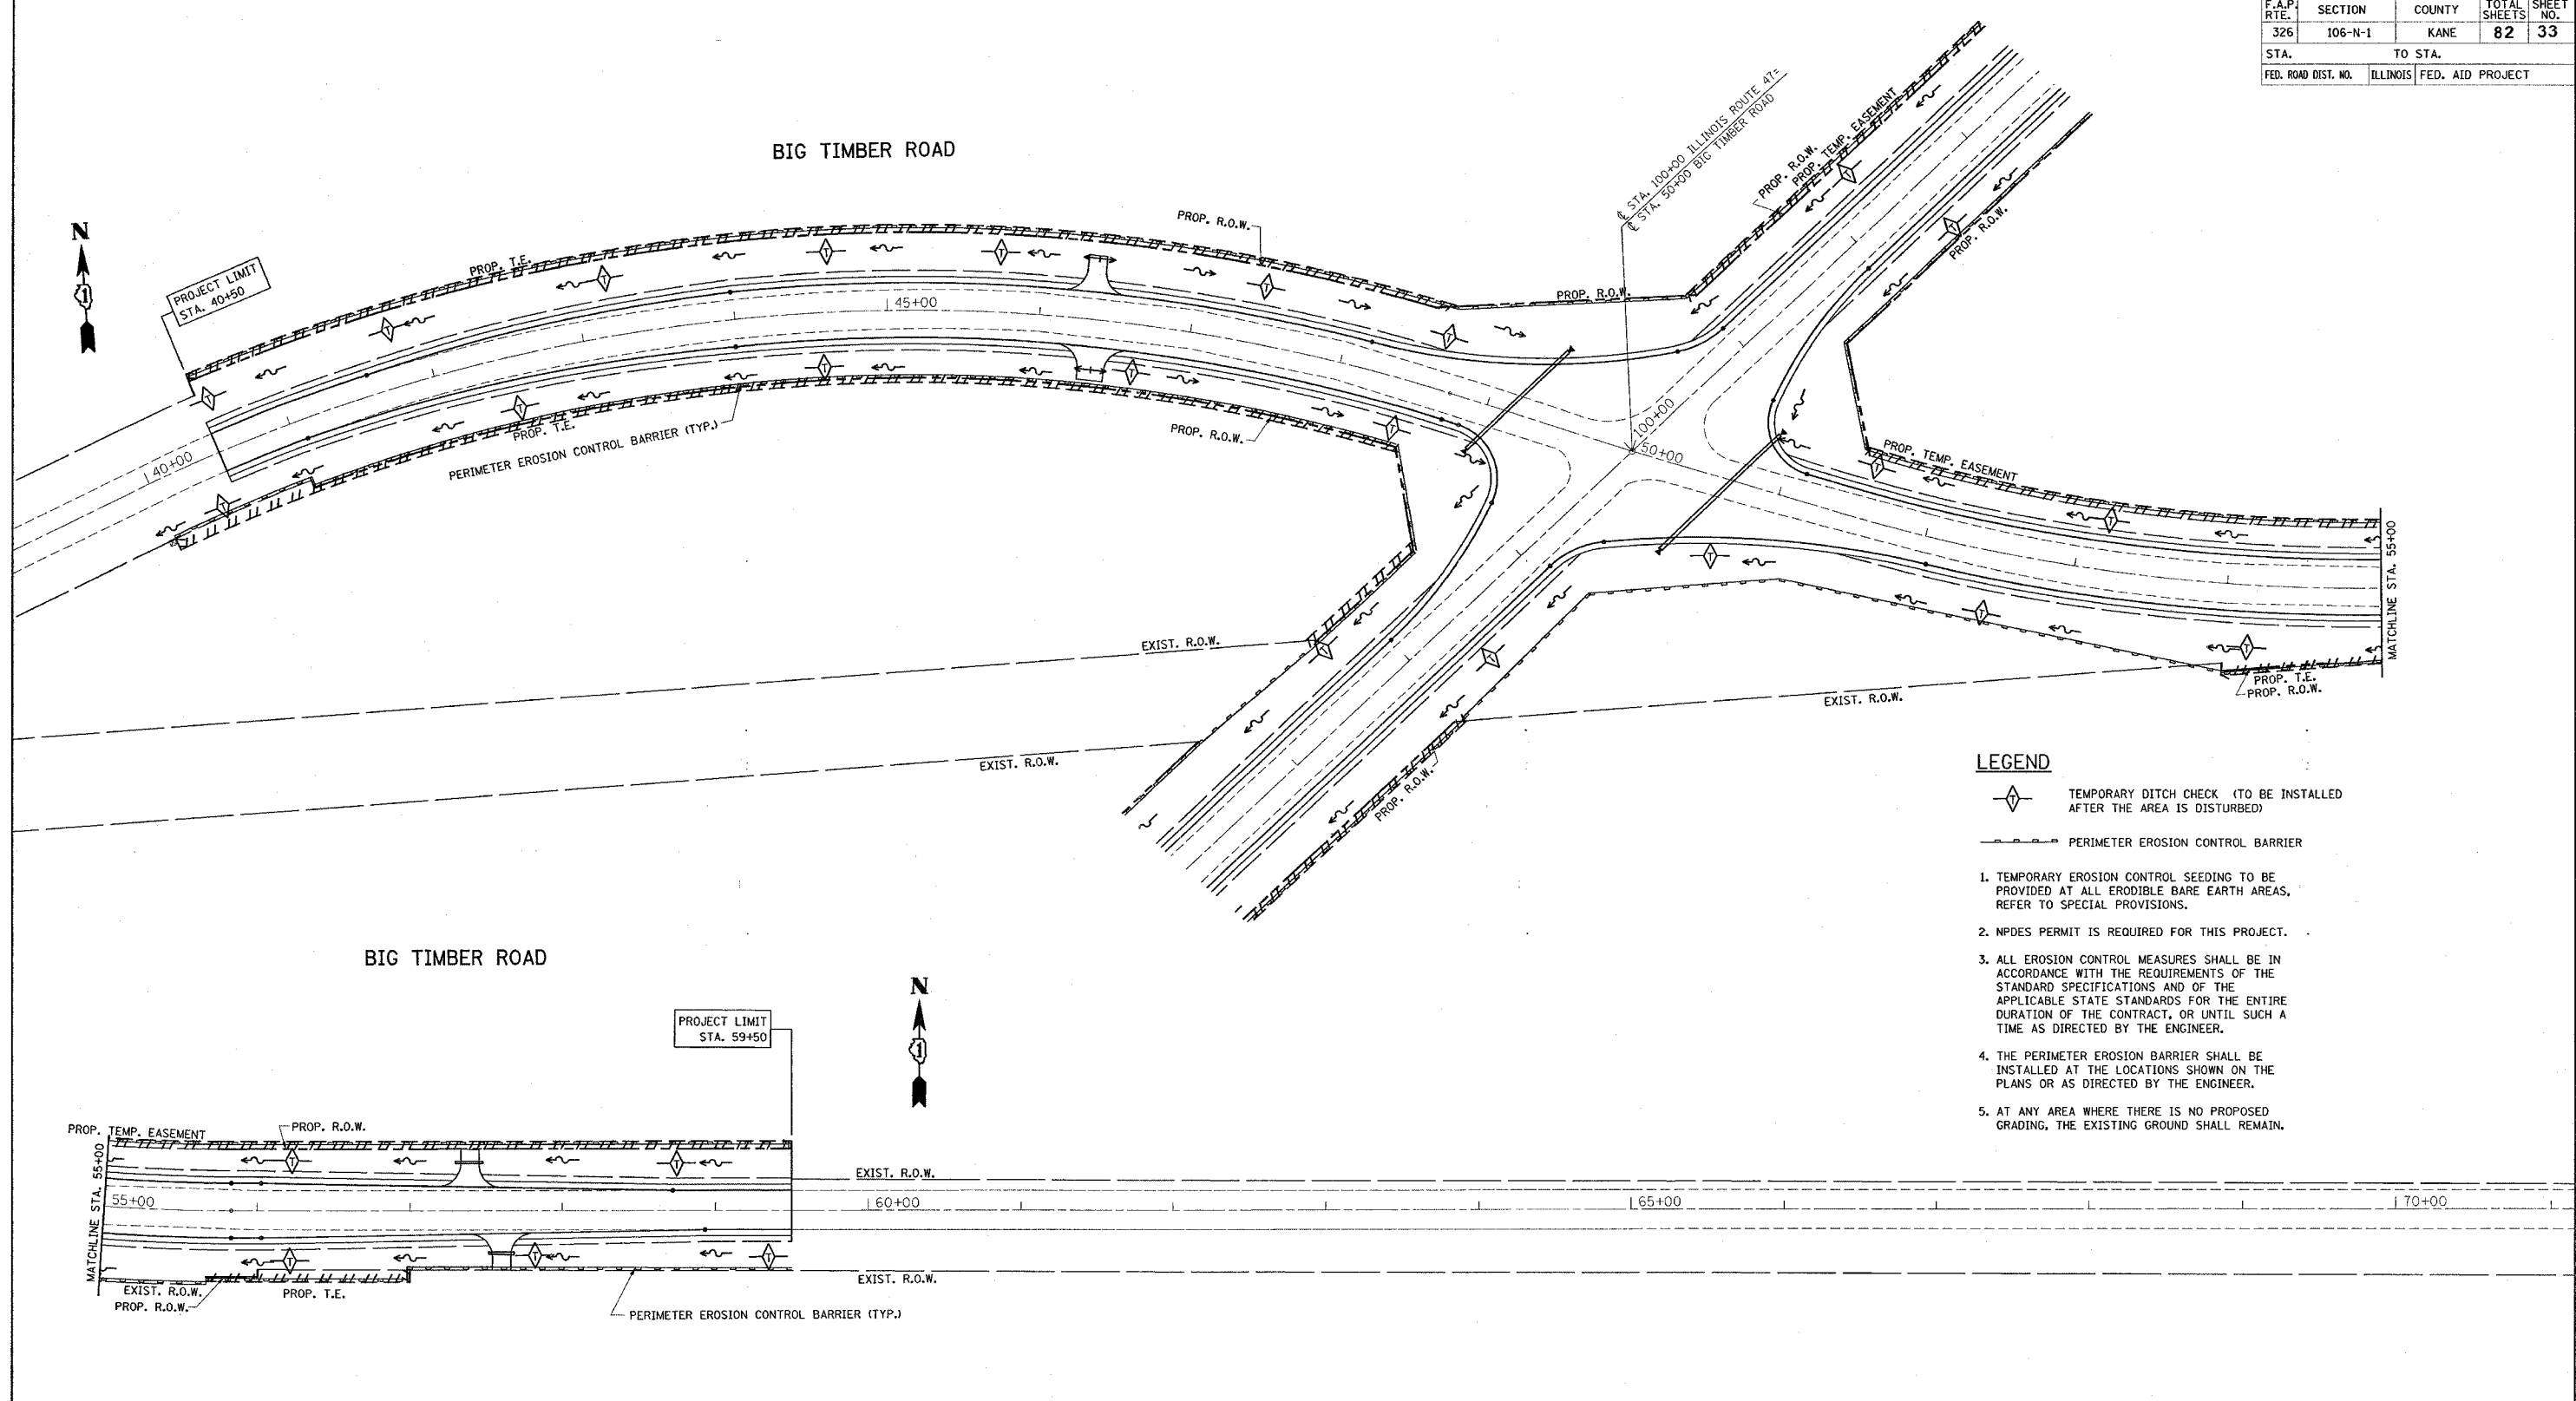 F.A.P. RTE. SECTION COUNTY TOTAL SHEETS SHEET NO.
326 106-N-1 KANE 82 33
STA. TO STA.
FED. ROAD DIST. NO. ILLINOIS FED. AID PROJECT
BIG TIMBER ROAD
N
1
PROJECT LIMIT
STA. 40+50
PROP. T.E.
PROP. R.O.W.
℄ STA. 100+00 ILLINOIS ROUTE 47=
℄ STA. 50+00 BIG TIMBER ROAD
PROP. R.O.W.
PROP. TEMP. EASEMENT
PROP. R.O.W.
PROP. R.O.W.
45+00
40+00
PROP. T.E.
PERIMETER EROSION CONTROL BARRIER (TYP.)
PROP. R.O.W.
100+00
50+00
PROP. TEMP. EASEMENT
MATCHLINE STA. 55+00
EXIST. R.O.W.
EXIST. R.O.W.
PROP. R.O.W.
EXIST. R.O.W.
PROP. T.E.
PROP. R.O.W.
LEGEND
T
TEMPORARY DITCH CHECK (TO BE INSTALLED
AFTER THE AREA IS DISTURBED)
PERIMETER EROSION CONTROL BARRIER
1. TEMPORARY EROSION CONTROL SEEDING TO BE
PROVIDED AT ALL ERODIBLE BARE EARTH AREAS.
REFER TO SPECIAL PROVISIONS.
2. NPDES PERMIT IS REQUIRED FOR THIS PROJECT.
3. ALL EROSION CONTROL MEASURES SHALL BE IN
ACCORDANCE WITH THE REQUIREMENTS OF THE
STANDARD SPECIFICATIONS AND OF THE
APPLICABLE STATE STANDARDS FOR THE ENTIRE
DURATION OF THE CONTRACT, OR UNTIL SUCH A
TIME AS DIRECTED BY THE ENGINEER.
4. THE PERIMETER EROSION BARRIER SHALL BE
INSTALLED AT THE LOCATIONS SHOWN ON THE
PLANS OR AS DIRECTED BY THE ENGINEER.
5. AT ANY AREA WHERE THERE IS NO PROPOSED
GRADING, THE EXISTING GROUND SHALL REMAIN.
BIG TIMBER ROAD
N
1
PROJECT LIMIT
STA. 59+50
PROP. TEMP. EASEMENT
PROP. R.O.W.
MATCHLINE STA. 55+00
55+00
EXIST. R.O.W.
60+00
65+00
70+00
EXIST. R.O.W.
PROP. R.O.W.
PROP. T.E.
EXIST. R.O.W.
PERIMETER EROSION CONTROL BARRIER (TYP.)